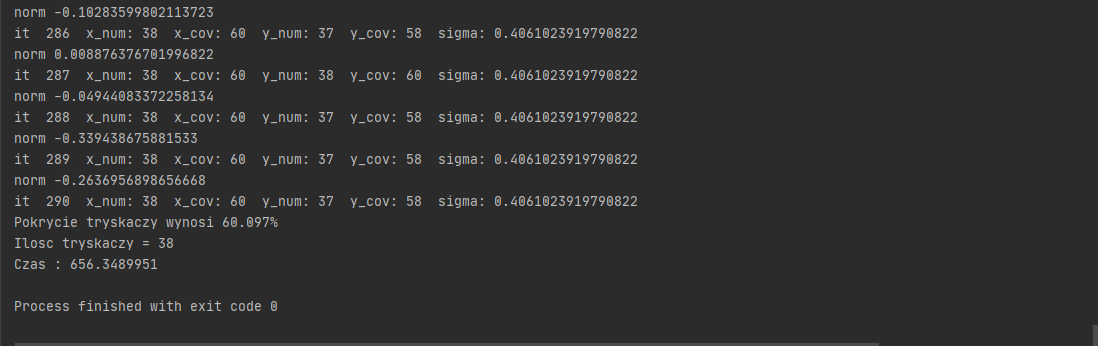 norm -0.10283599802113723
it  286  x_num: 38  x_cov: 60  y_num: 37  y_cov: 58  sigma: 0.4061023919790822
norm 0.008876376701996822
it  287  x_num: 38  x_cov: 60  y_num: 38  y_cov: 60  sigma: 0.4061023919790822
norm -0.04944083372258134
it  288  x_num: 38  x_cov: 60  y_num: 37  y_cov: 58  sigma: 0.4061023919790822
norm -0.339438675881533
it  289  x_num: 38  x_cov: 60  y_num: 37  y_cov: 58  sigma: 0.4061023919790822
norm -0.2636956898656668
it  290  x_num: 38  x_cov: 60  y_num: 37  y_cov: 58  sigma: 0.4061023919790822
Pokrycie tryskaczy wynosi 60.097%
Ilosc tryskaczy = 38
Czas : 656.3489951
Process finished with exit code 0